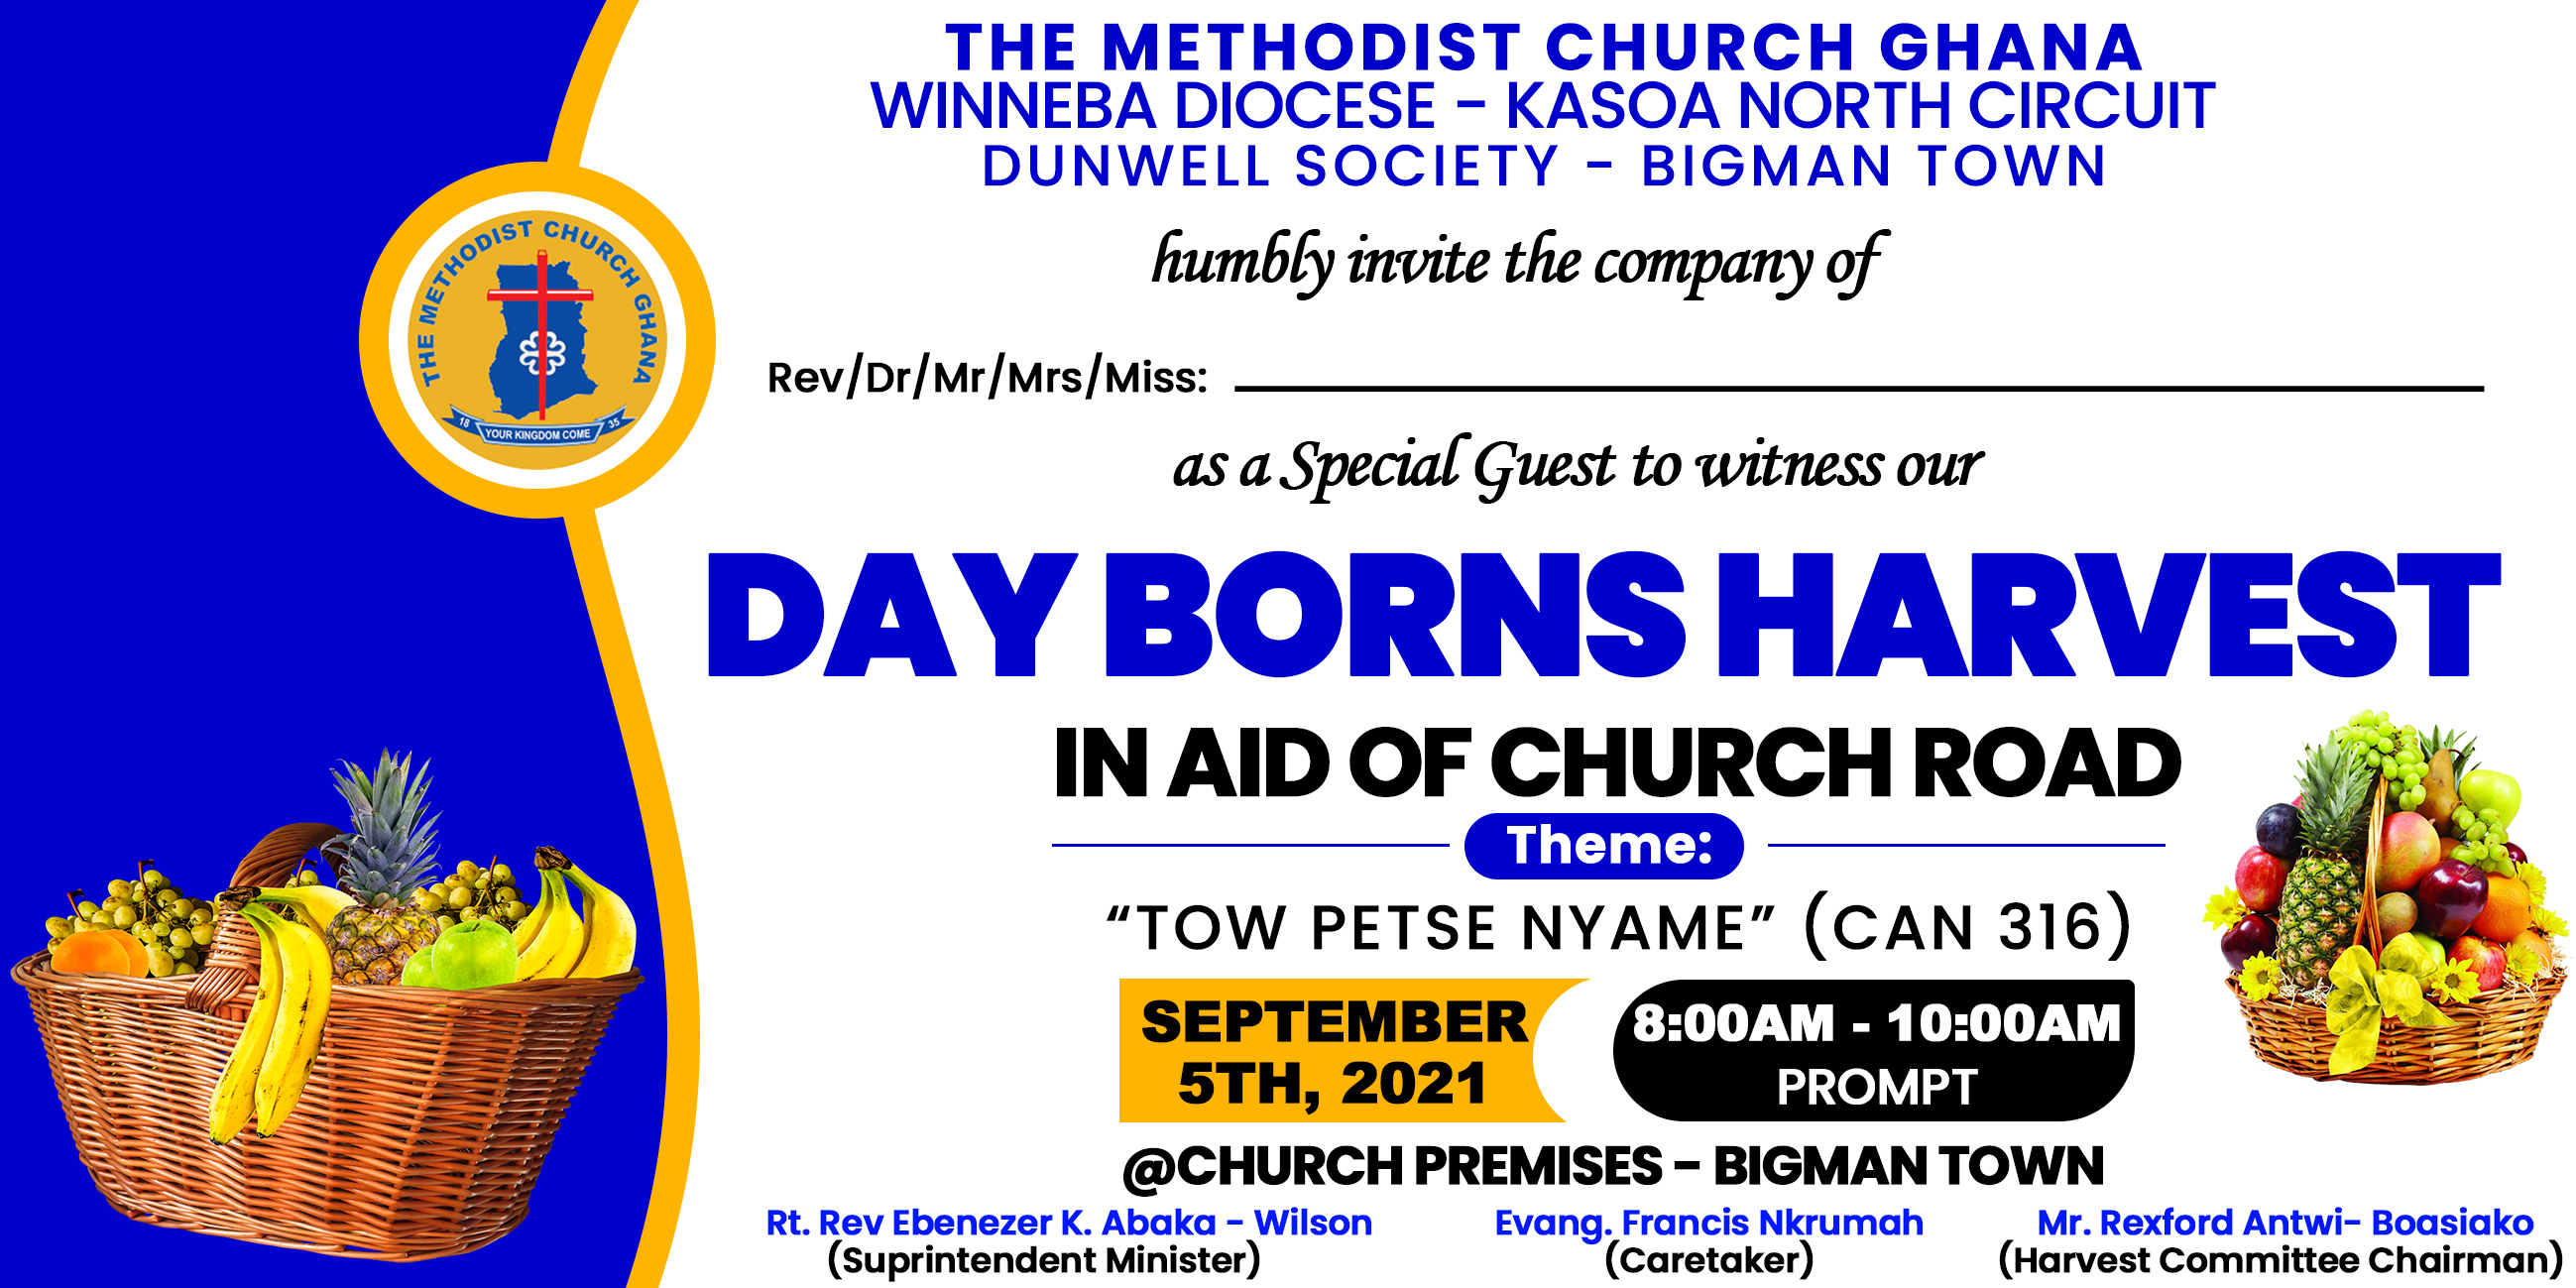 THE METHODIST CHURCH GHANA
WINNEBA DIOCESE - KASOA NORTH CIRCUIT
DUNWELL SOCIETY - BIGMAN TOWN
humbly invite the company of
THE METHODIST CHURCH GHANA
18 YOUR KINGDOM COME 35
Rev/Dr/Mr/Mrs/Miss:
as a Special Guest to witness our
DAY BORNS HARVEST
IN AID OF CHURCH ROAD
Theme:
“TOW PETSE NYAME” (CAN 316)
SEPTEMBER
5TH, 2021
8:00AM - 10:00AM
PROMPT
@CHURCH PREMISES - BIGMAN TOWN
Rt. Rev Ebenezer K. Abaka - Wilson
(Suprintendent Minister)
Evang. Francis Nkrumah
(Caretaker)
Mr. Rexford Antwi- Boasiako
(Harvest Committee Chairman)